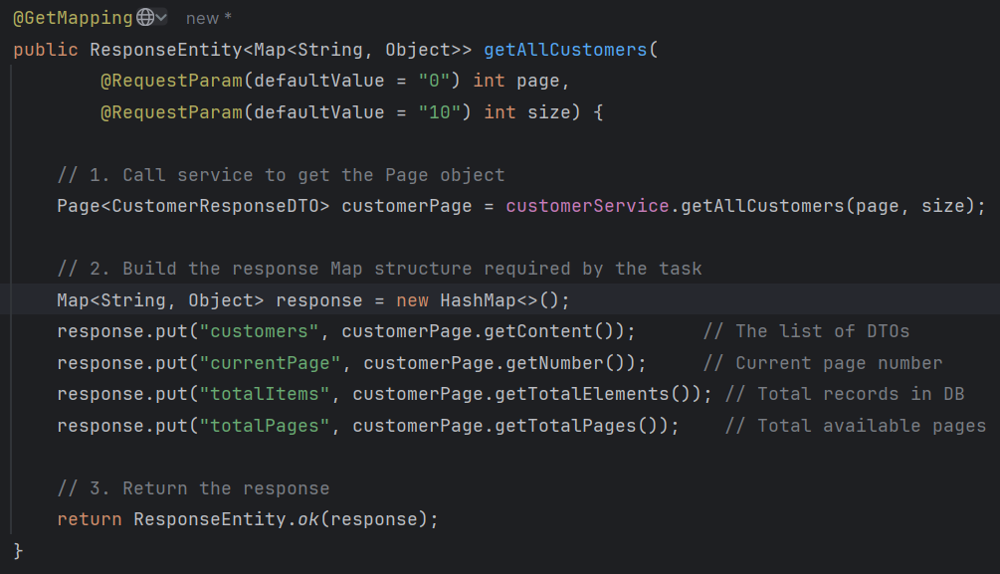 @GetMapping new *
public ResponseEntity<Map<String, Object>> getAllCustomers(
        @RequestParam(defaultValue = "0") int page,
        @RequestParam(defaultValue = "10") int size) {
    // 1. Call service to get the Page object
    Page<CustomerResponseDTO> customerPage = customerService.getAllCustomers(page, size);
    // 2. Build the response Map structure required by the task
    Map<String, Object> response = new HashMap<>();
    response.put("customers", customerPage.getContent());      // The list of DTOs
    response.put("currentPage", customerPage.getNumber());     // Current page number
    response.put("totalItems", customerPage.getTotalElements()); // Total records in DB
    response.put("totalPages", customerPage.getTotalPages());    // Total available pages
    // 3. Return the response
    return ResponseEntity.ok(response);
}